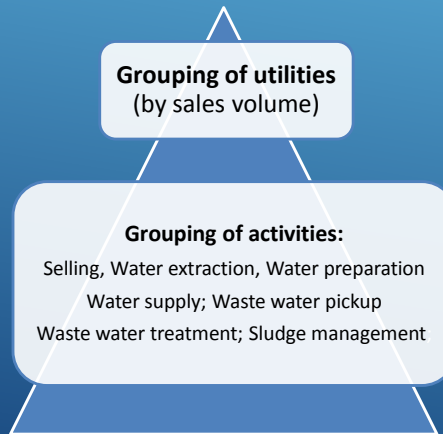 Grouping of utilities
(by sales volume)
Grouping of activities:
Selling, Water extraction, Water preparation
Water supply; Waste water pickup
Waste water treatment; Sludge management